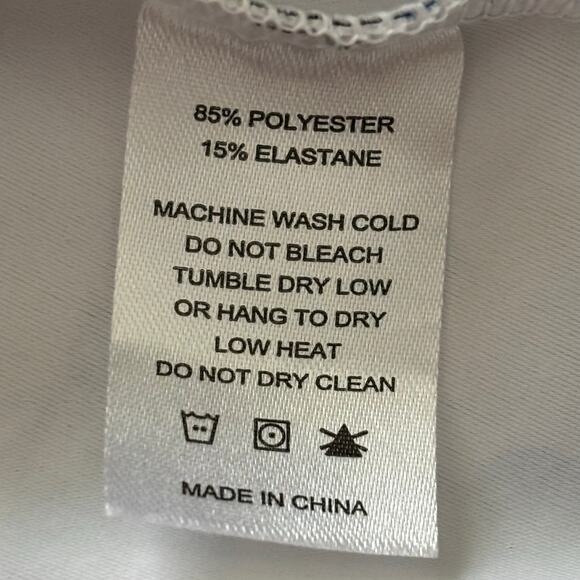 85% POLYESTER
15% ELASTANE
MACHINE WASH COLD
DO NOT BLEACH
TUMBLE DRY LOW
OR HANG TO DRY
LOW HEAT
DO NOT DRY CLEAN
MADE IN CHINA